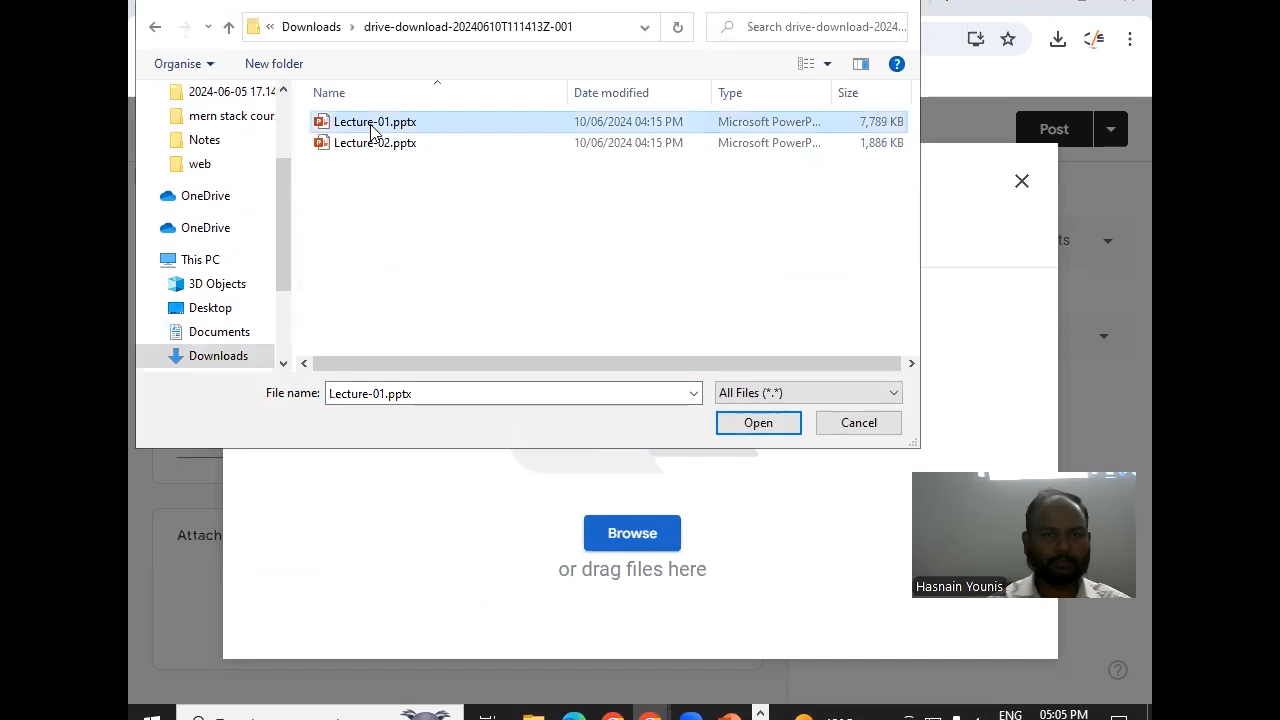 Downloads
drive-download-20240610T111413Z-001
Search drive-download-2024...
Organise
New folder
Name
Date modified
Type
Size
2024-06-05 17.14
mern stack cour
Notes
web
OneDrive
OneDrive
This PC
3D Objects
Desktop
Documents
Downloads
Lecture-01.pptx 10/06/2024 04:15 PM Microsoft PowerP... 7,789 KB
Lecture-02.pptx 10/06/2024 04:15 PM Microsoft PowerP... 1,886 KB
File name: Lecture-01.pptx
All Files (*.*)
Open
Cancel
Post
ts
Attach
Browse
or drag files here
Hasnain Younis
ENG
05:05 PM